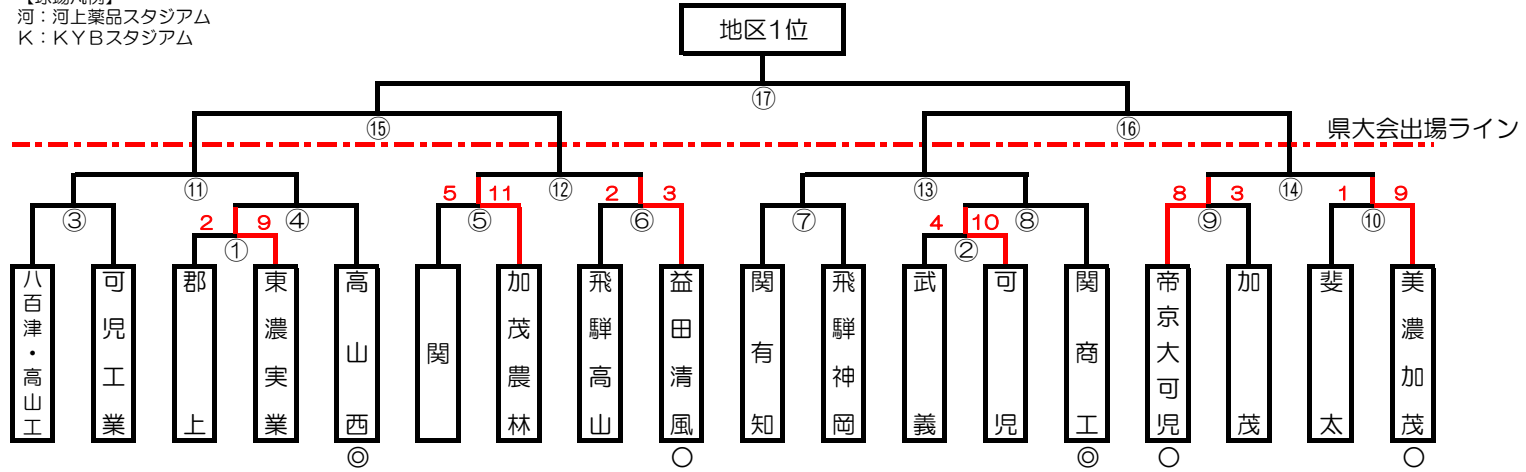 河：河上薬品スタジアム
K：KYBスタジアム
地区1位
⑰
⑮ ⑯
県大会出場ライン
⑪ ⑫ ⑬ ⑭
③ 2 9 ④ 5 11 ⑤ 2 3 ⑥ ⑦ 4 10 ⑧ 8 3 ⑨ 1 9 ⑩
① ②
八百津・高山工
可児工業
郡上
東濃実業
高山西
関
加茂農林
飛騨高山
益田清風
関有知
飛騨神岡
武義
可児
関商工
帝京大可児
加茂
斐太
美濃加茂
◎ ○ ◎ ○ ○